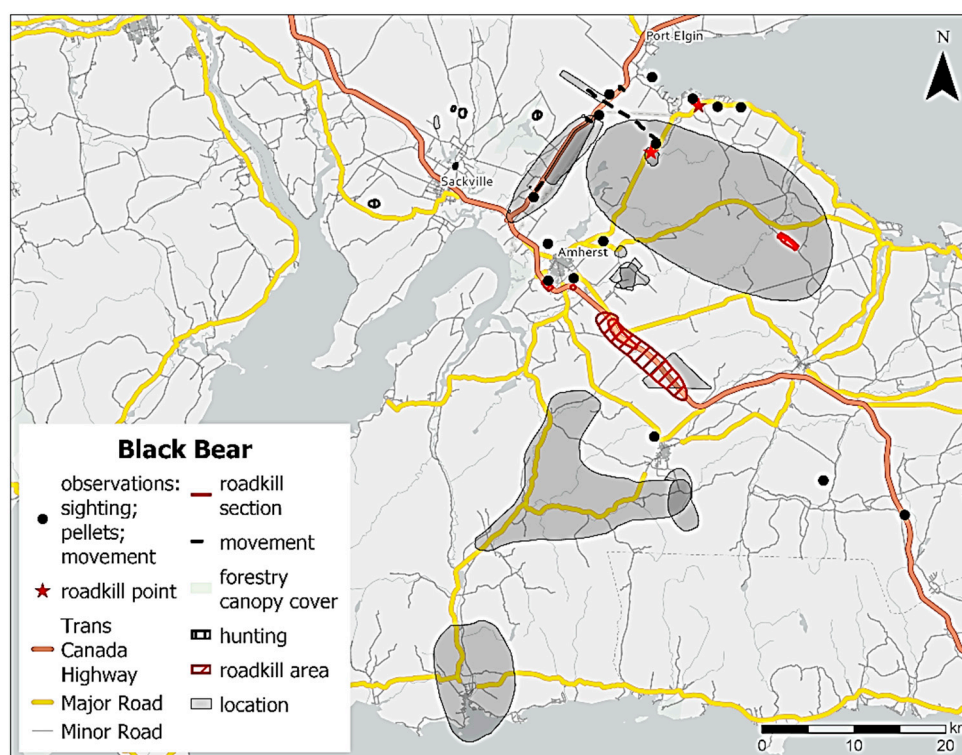 Port Elgin
N
Sackville
Amherst
Black Bear
observations:
sighting;
pellets;
movement
roadkill point
Trans
Canada
Highway
Major Road
Minor Road
roadkill
section
movement
forestry
canopy cover
hunting
roadkill area
location
km
0 10 20